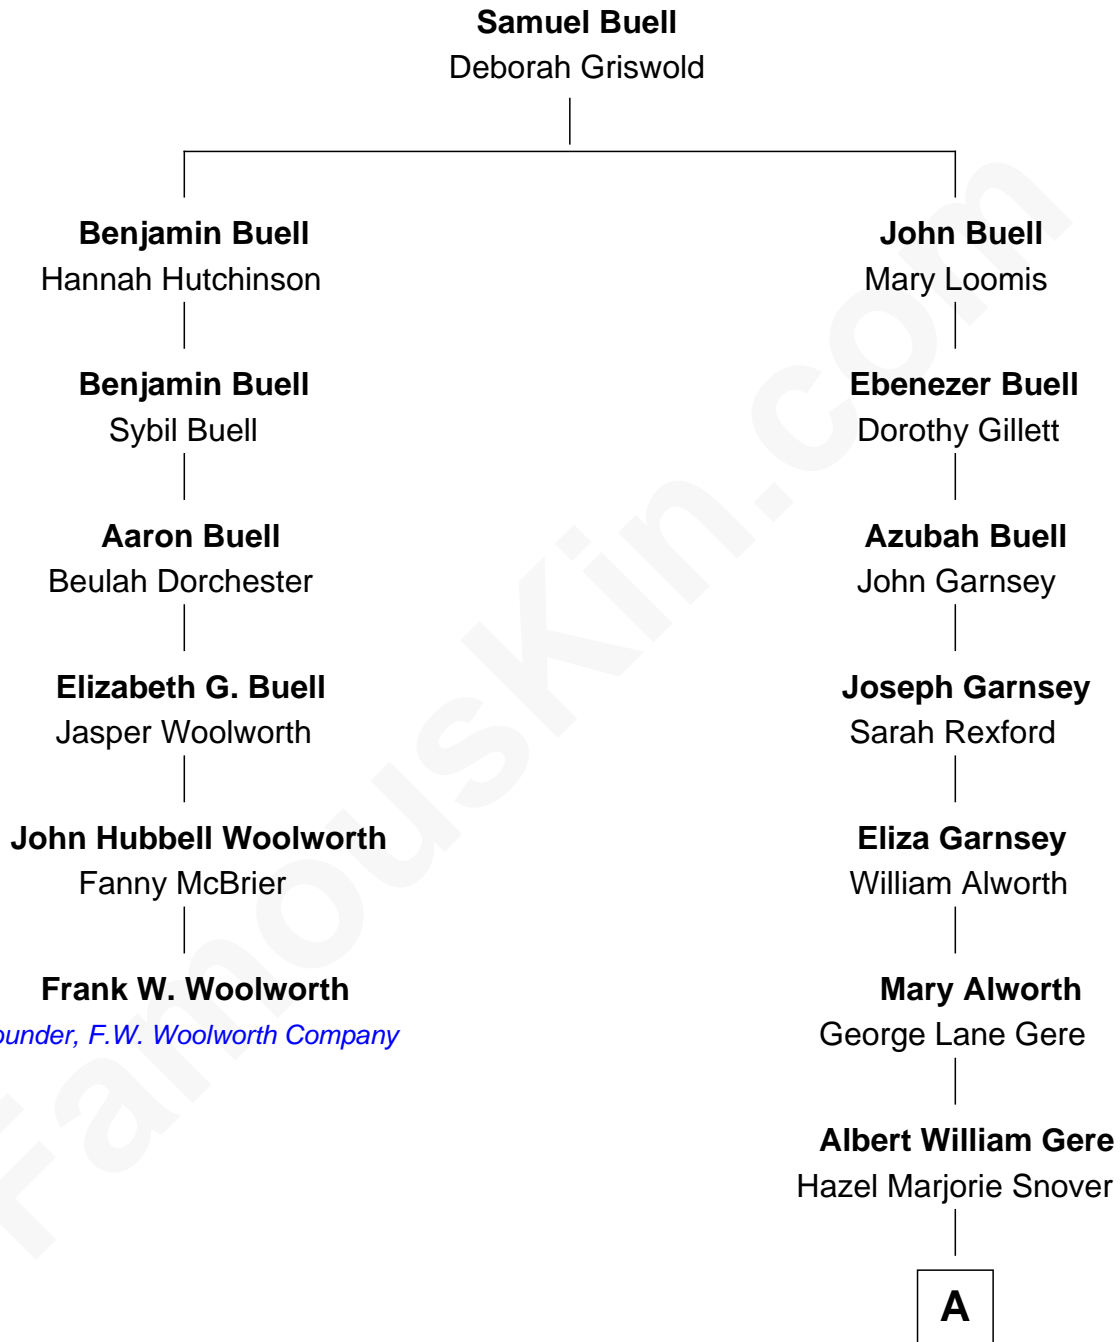 Samuel Buell
Deborah Griswold
Benjamin Buell
Hannah Hutchinson
John Buell
Mary Loomis
Benjamin Buell
Sybil Buell
Ebenezer Buell
Dorothy Gillett
Aaron Buell
Beulah Dorchester
Azubah Buell
John Garnsey
Elizabeth G. Buell
Jasper Woolworth
Joseph Garnsey
Sarah Rexford
John Hubbell Woolworth
Fanny McBrier
Eliza Garnsey
William Alworth
Frank W. Woolworth
ounder, F.W. Woolworth Company
Mary Alworth
George Lane Gere
Albert William Gere
Hazel Marjorie Snover
A
FamousKin.com